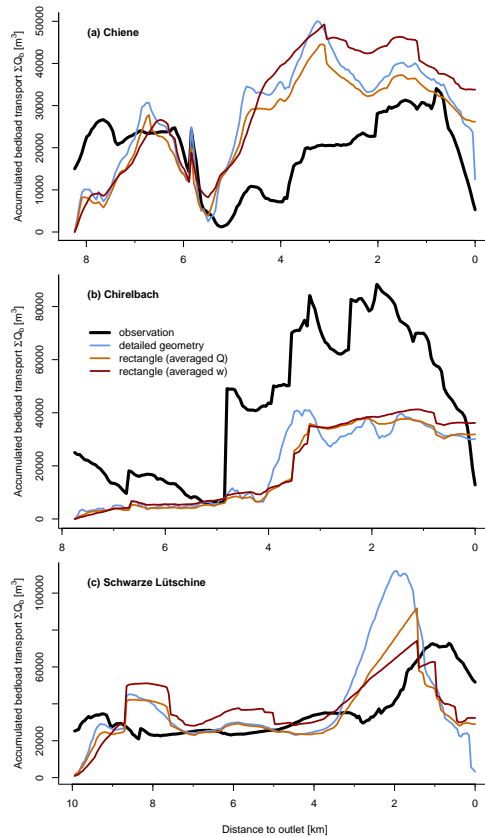 (a) Chiene
Accumulated bedload transport ΣQb [m³]
0
10000
20000
30000
40000
50000
8
6
4
2
0
(b) Chirelbach
observation
detailed geometry
rectangle (averaged Q)
rectangle (averaged w)
Accumulated bedload transport ΣQb [m³]
0
20000
40000
60000
80000
8
6
4
2
0
(c) Schwarze Lütschine
Accumulated bedload transport ΣQb [m³]
0
20000
60000
100000
10
8
6
4
2
0
Distance to outlet [km]